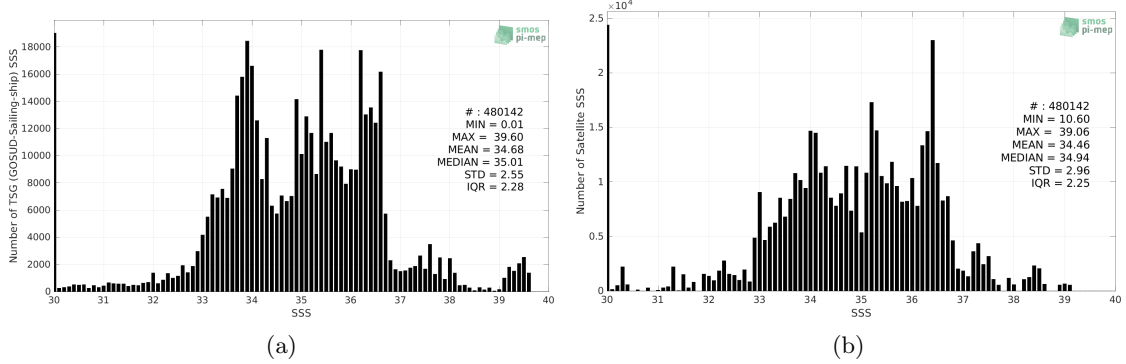 smos
pi-mep
Number of TSG (GOSUD-Sailing-ship) SSS
18000
16000
14000
12000
10000
8000
6000
4000
2000
0
# : 480142
MIN = 0.01
MAX = 39.60
MEAN = 34.68
MEDIAN = 35.01
STD = 2.55
IQR = 2.28
30 31 32 33 34 35 36 37 38 39 40
SSS
(a)
×10⁴
smos
pi-mep
Number of Satellite SSS
2.5
2
1.5
1
0.5
0
# : 480142
MIN = 10.60
MAX = 39.06
MEAN = 34.46
MEDIAN = 34.94
STD = 2.96
IQR = 2.25
30 31 32 33 34 35 36 37 38 39 40
SSS
(b)